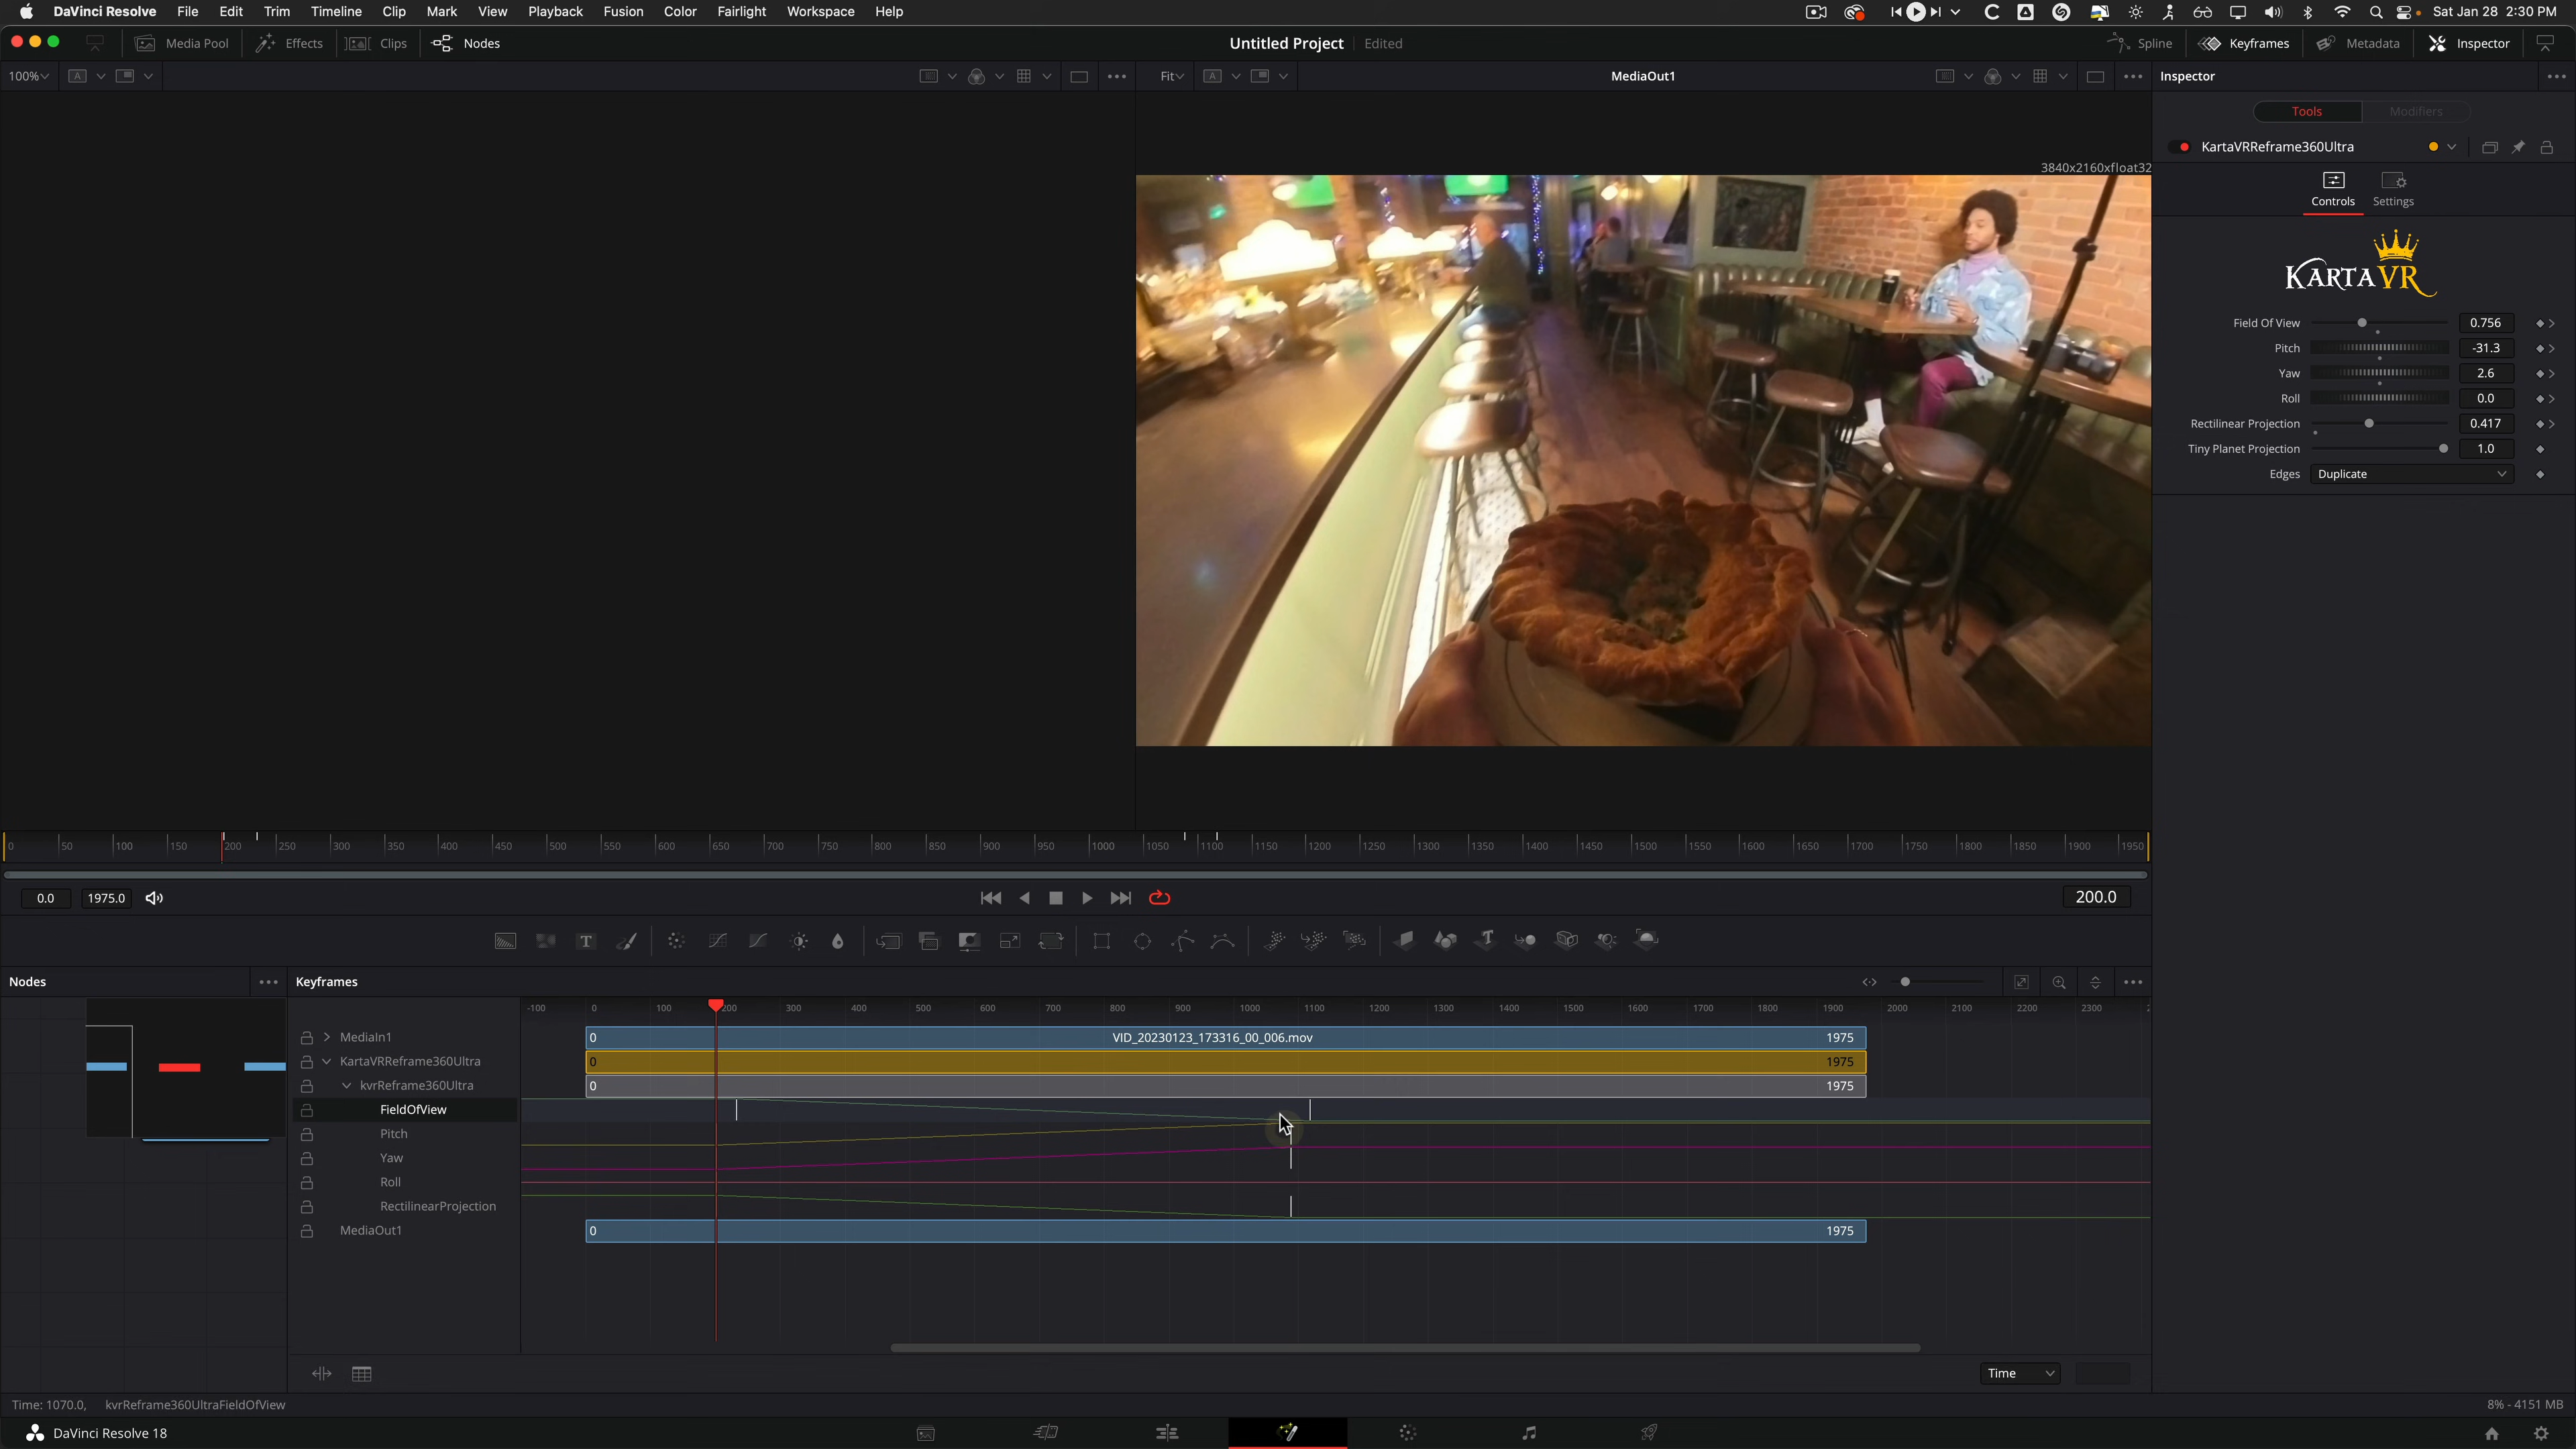 DaVinci Resolve File Edit Trim Timeline Clip Mark View Playback Fusion Color Fairlight Workspace Help Sat Jan 28 2:30 PM
Media Pool Effects Clips Nodes Untitled Project Edited Spline Keyframes Metadata Inspector
100% A Fit A MediaOut1 Inspector
Tools Modifiers
KartaVRReframe360Ultra
3840x2160xfloat32
Controls Settings
KARTAVR
Field Of View 0.756
Pitch -31.3
Yaw 2.6
Roll 0.0
Rectilinear Projection 0.417
Tiny Planet Projection 1.0
Edges Duplicate
0 50 100 150 200 250 300 350 400 450 500 550 600 650 700 750 800 850 900 950 1000 1050 1100 1150 1200 1250 1300 1350 1400 1450 1500 1550 1600 1650 1700 1750 1800 1850 1900 1950
0.0 1975.0 200.0
Nodes Keyframes
-100 0 100 200 300 400 500 600 700 800 900 1000 1100 1200 1300 1400 1500 1600 1700 1800 1900 2000 2100 2200 2300
MediaIn1 0 VID_20230123_173316_00_006.mov 1975
KartaVRReframe360Ultra 0 1975
kvrReframe360Ultra 0 1975
FieldOfView
Pitch
Yaw
Roll
RectilinearProjection
MediaOut1 0 1975
Time
Time: 1070.0, kvrReframe360UltraFieldOfView 8% - 4151 MB
DaVinci Resolve 18